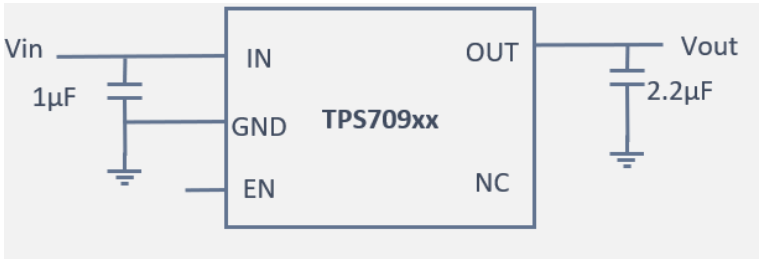 Vin
IN
OUT
Vout
1µF
2.2µF
GND
TPS709xx
EN
NC